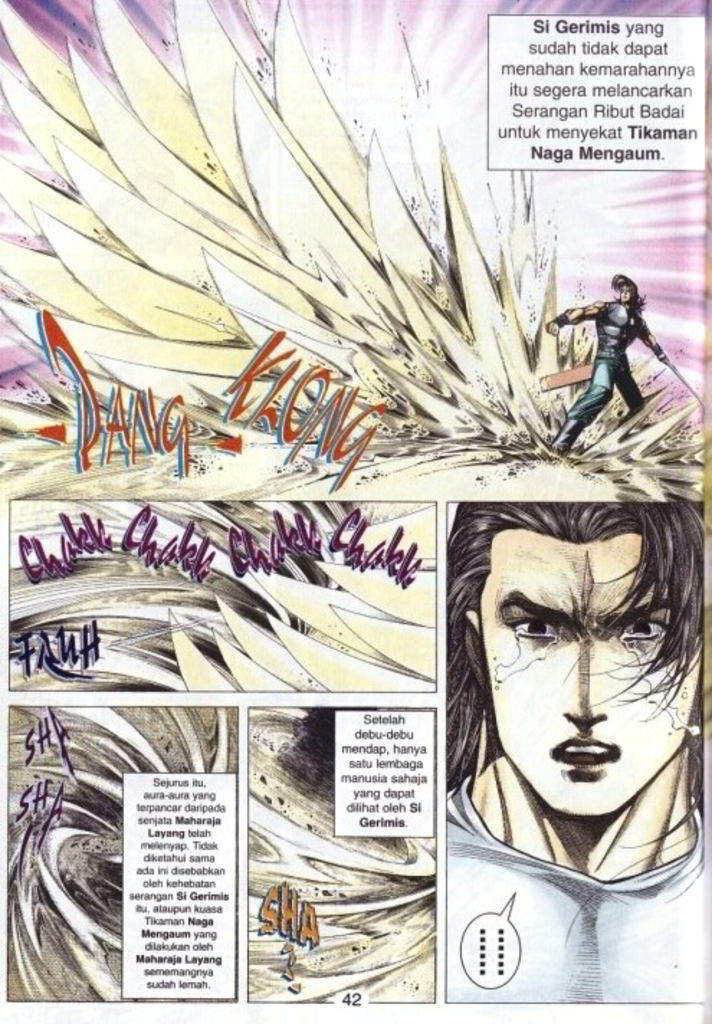 Si Gerimis yang
sudah tidak dapat
menahan kemarahannya
itu segera melancarkan
Serangan Ribut Badai
untuk menyekat Tikaman
Naga Mengaum.
DANG
KLONG
Chakk Chakk Chakk Chakk
FRUH
SHA
SHA
Sejurus itu,
aura-aura yang
terpancar daripada
senjata Maharaja
Layang telah
melenyap. Tidak
diketahui sama
ada ini disebabkan
oleh kehebatan
serangan Si Gerimis
itu, ataupun kuasa
Tikaman Naga
Mengaum yang
dilakukan oleh
Maharaja Layang
sememangnya
sudah lemah.
Setelah
debu-debu
mendap, hanya
satu lembaga
manusia sahaja
yang dapat
dilihat oleh Si
Gerimis.
SHA
42